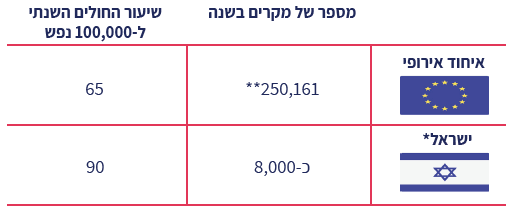 מספר של מקרים בשנה
שיעור החולים השנתי
ל-100,000 נפש
איחוד אירופי
250,161**
65
ישראל*
כ-8,000
90